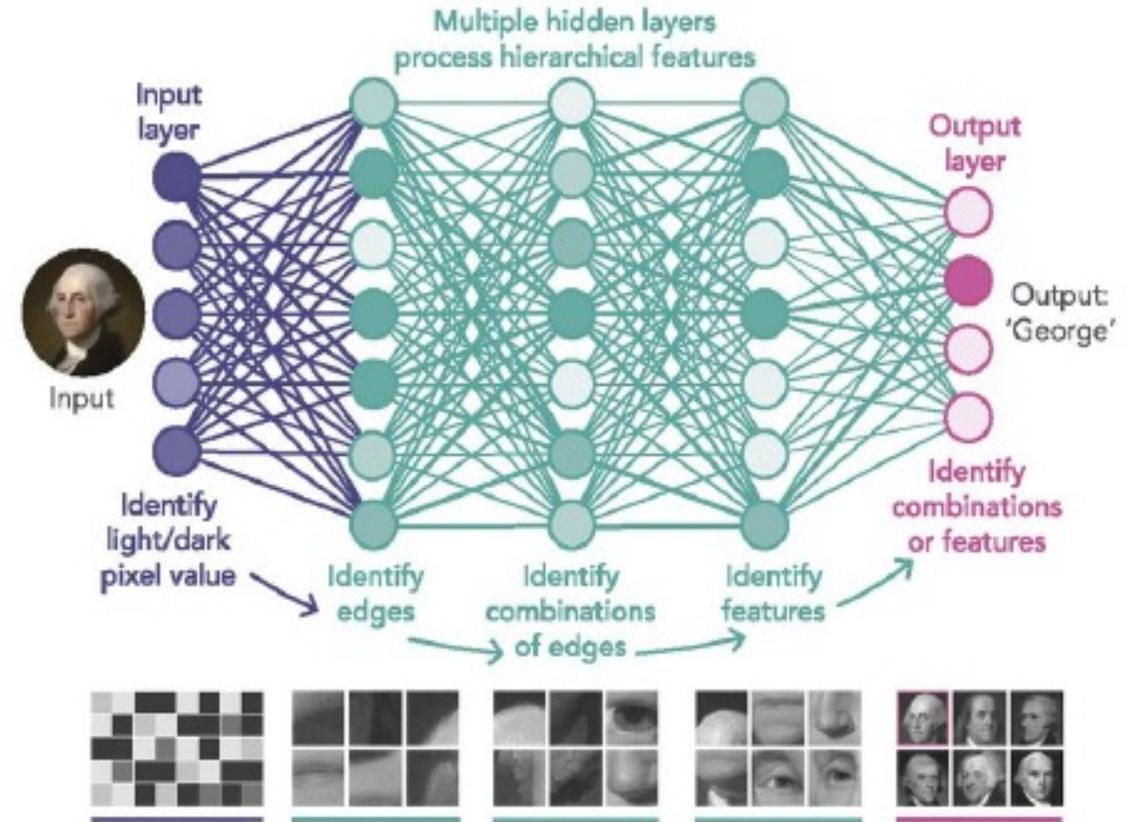 Multiple hidden layers
process hierarchical features
Input
layer
Output
layer
Input
Output:
'George'
Identify
light/dark
pixel value
Identify
edges
Identify
combinations
of edges
Identify
features
Identify
combinations
or features